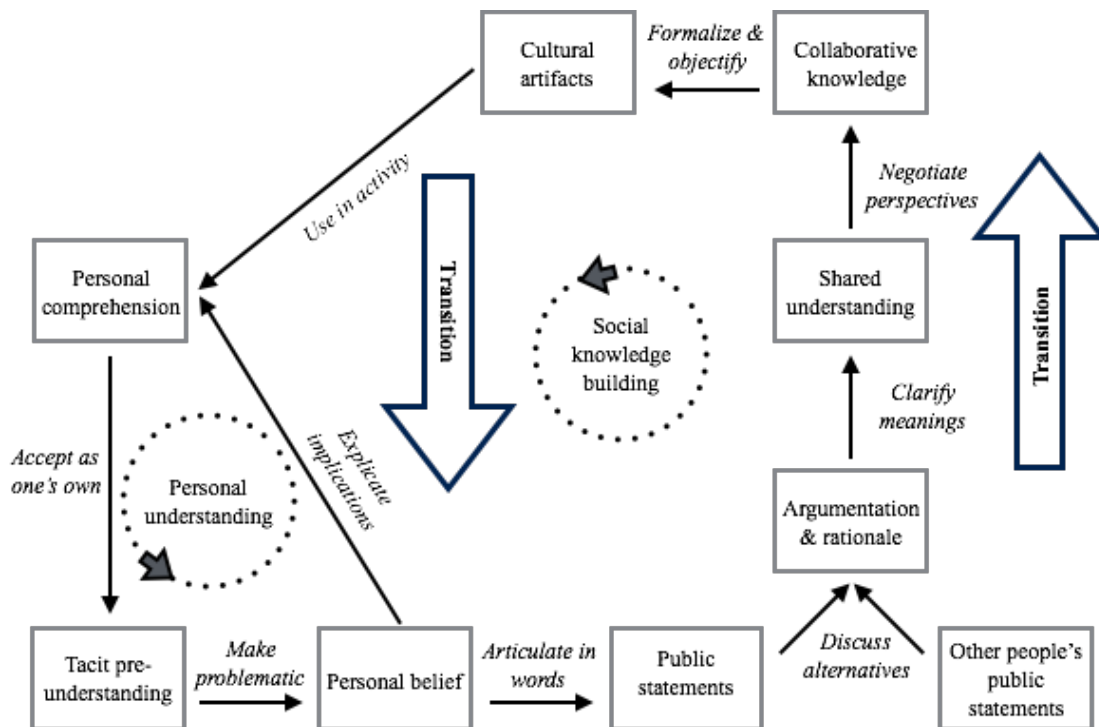 Cultural
artifacts
Formalize &
objectify
Collaborative
knowledge
Use in activity
Negotiate
perspectives
Personal
comprehension
Transition
Social
knowledge
building
Shared
understanding
Transition
Clarify
meanings
Accept as
one's own
Personal
understanding
Explicate
implications
Argumentation
& rationale
Tacit pre-
understanding
Make
problematic
Personal belief
Articulate in
words
Public
statements
Discuss
alternatives
Other people's
public
statements